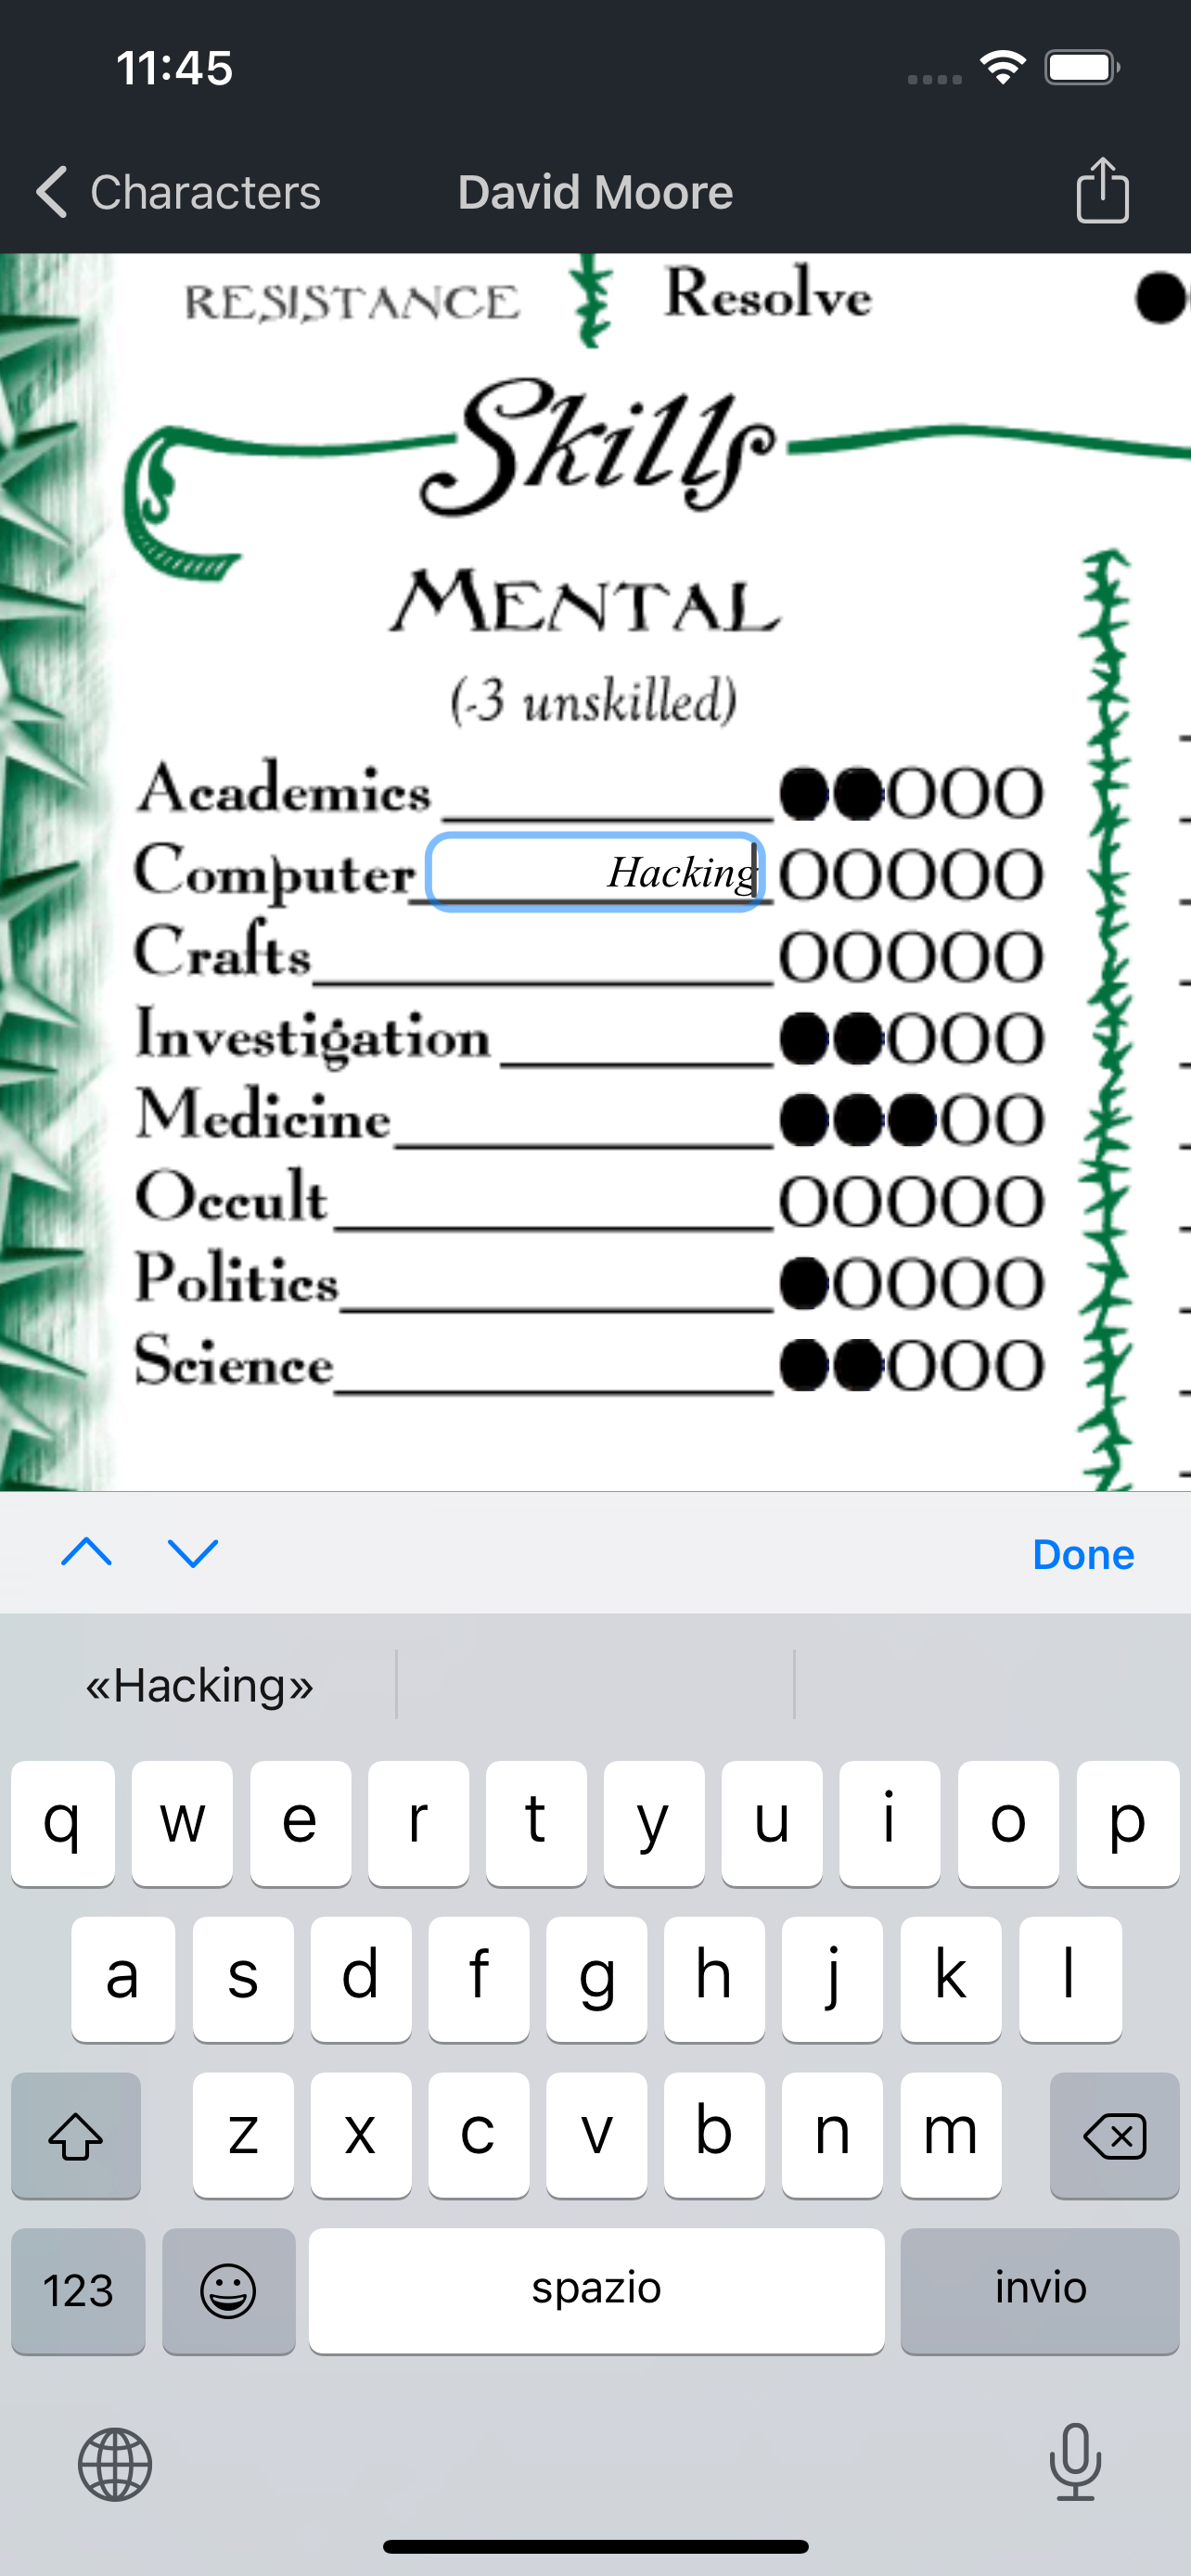 11:45
Characters David Moore
RESISTANCE Resolve
Skills
MENTAL
(-3 unskilled)
Academics
Computer Hacking
Crafts
Investigation
Medicine
Occult
Politics
Science
Done
«Hacking»
q w e r t y u i o p
a s d f g h j k l
z x c v b n m
123 spazio invio